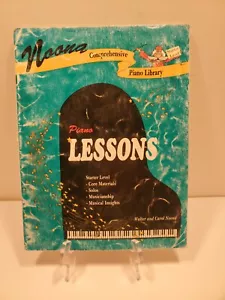 Noona
Comprehensive
Piano Library
Piano
LESSONS
Starter Level
- Core Materials
- Solos
- Musicianship
- Musical Insights
Walter and Carol Noona